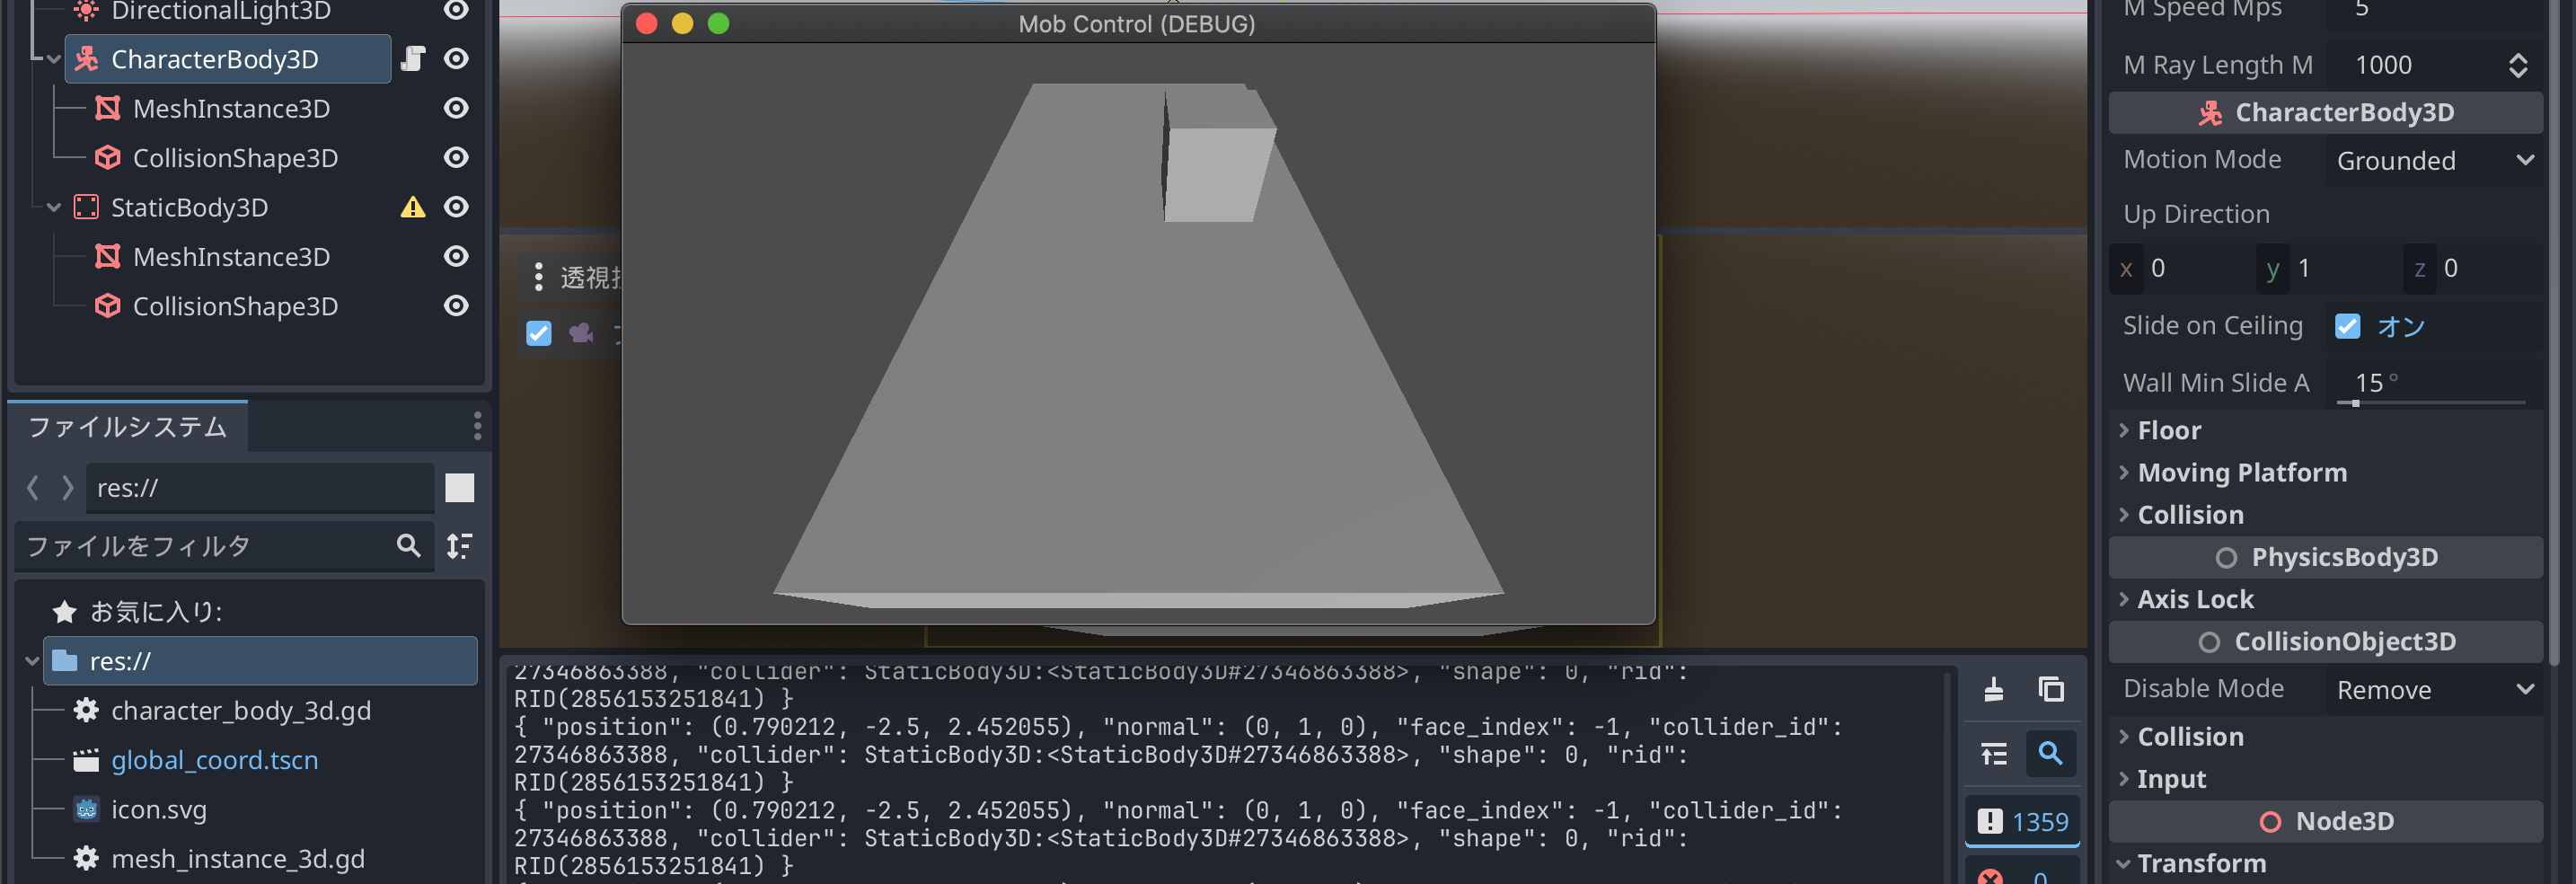 DirectionalLight3D
CharacterBody3D
MeshInstance3D
CollisionShape3D
StaticBody3D
MeshInstance3D
CollisionShape3D
ファイルシステム
res://
ファイルをフィルタ
お気に入り:
res://
character_body_3d.gd
global_coord.tscn
icon.svg
mesh_instance_3d.gd
Mob Control (DEBUG)
透視
27346863388, "collider": StaticBody3D:<StaticBody3D#27346863388>, "shape": 0, "rid":
RID(2856153251841) }
{ "position": (0.790212, -2.5, 2.452055), "normal": (0, 1, 0), "face_index": -1, "collider_id":
27346863388, "collider": StaticBody3D:<StaticBody3D#27346863388>, "shape": 0, "rid":
RID(2856153251841) }
{ "position": (0.790212, -2.5, 2.452055), "normal": (0, 1, 0), "face_index": -1, "collider_id":
27346863388, "collider": StaticBody3D:<StaticBody3D#27346863388>, "shape": 0, "rid":
RID(2856153251841) }
1359
0
M Speed Mps 5
M Ray Length M 1000
CharacterBody3D
Motion Mode Grounded
Up Direction
x 0 y 1 z 0
Slide on Ceiling オン
Wall Min Slide A 15°
Floor
Moving Platform
Collision
PhysicsBody3D
Axis Lock
CollisionObject3D
Disable Mode Remove
Collision
Input
Node3D
Transform